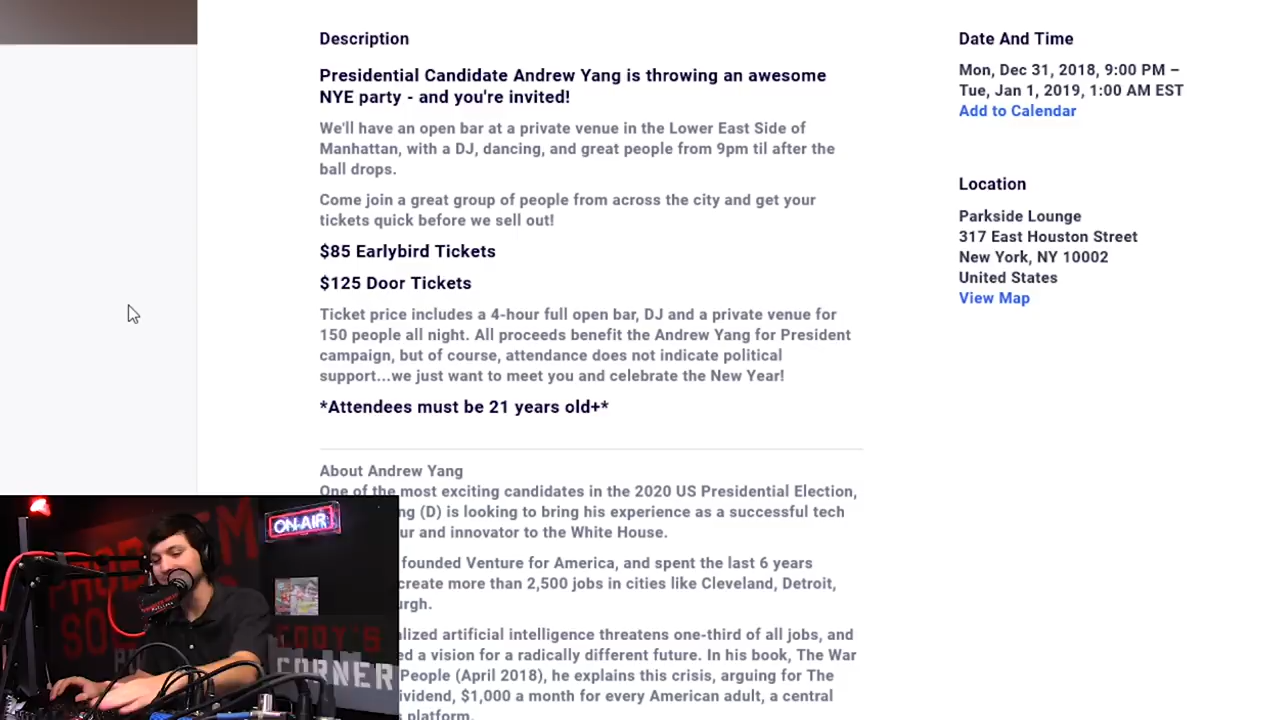 Description
Presidential Candidate Andrew Yang is throwing an awesome
NYE party - and you're invited!
We'll have an open bar at a private venue in the Lower East Side of
Manhattan, with a DJ, dancing, and great people from 9pm til after the
ball drops.
Come join a great group of people from across the city and get your
tickets quick before we sell out!
$85 Earlybird Tickets
$125 Door Tickets
Ticket price includes a 4-hour full open bar, DJ and a private venue for
150 people all night. All proceeds benefit the Andrew Yang for President
campaign, but of course, attendance does not indicate political
support...we just want to meet you and celebrate the New Year!
*Attendees must be 21 years old+*
About Andrew Yang
One of the most exciting candidates in the 2020 US Presidential Election,
(D) is looking to bring his experience as a successful tech
and innovator to the White House.
founded Venture for America, and spent the last 6 years
create more than 2,500 jobs in cities like Cleveland, Detroit,
artificial intelligence threatens one-third of all jobs, and
a vision for a radically different future. In his book, The War
People (April 2018), he explains this crisis, arguing for The
$1,000 a month for every American adult, a central
platform.
Date And Time
Mon, Dec 31, 2018, 9:00 PM –
Tue, Jan 1, 2019, 1:00 AM EST
Add to Calendar
Location
Parkside Lounge
317 East Houston Street
New York, NY 10002
United States
View Map
ON-AIR
CODY'S
CORNER